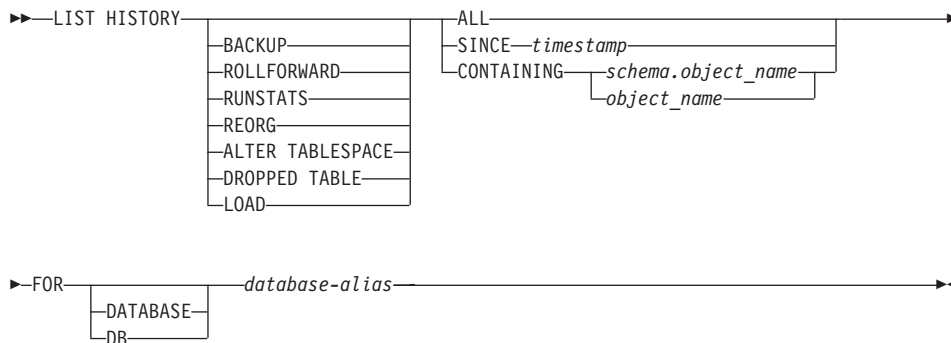 LIST HISTORY
BACKUP
ROLLFORWARD
RUNSTATS
REORG
ALTER TABLESPACE
DROPPED TABLE
LOAD
ALL
SINCE timestamp
CONTAINING schema.object_name
object_name
FOR
DATABASE
DB
database-alias